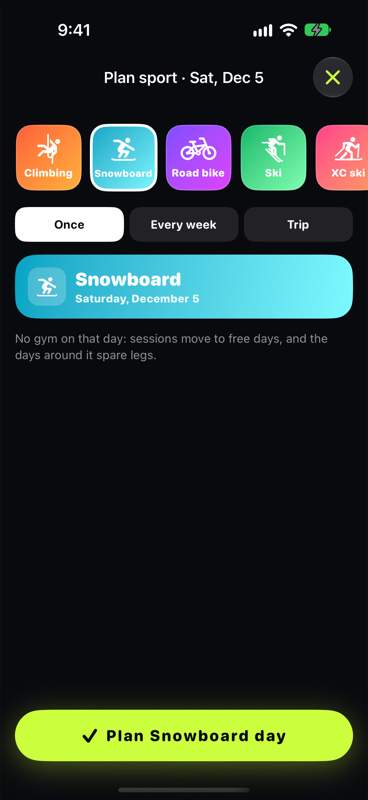 9:41
Plan sport · Sat, Dec 5
Climbing
Snowboard
Road bike
Ski
XC ski
Once
Every week
Trip
Snowboard
Saturday, December 5
No gym on that day: sessions move to free days, and the
days around it spare legs.
Plan Snowboard day